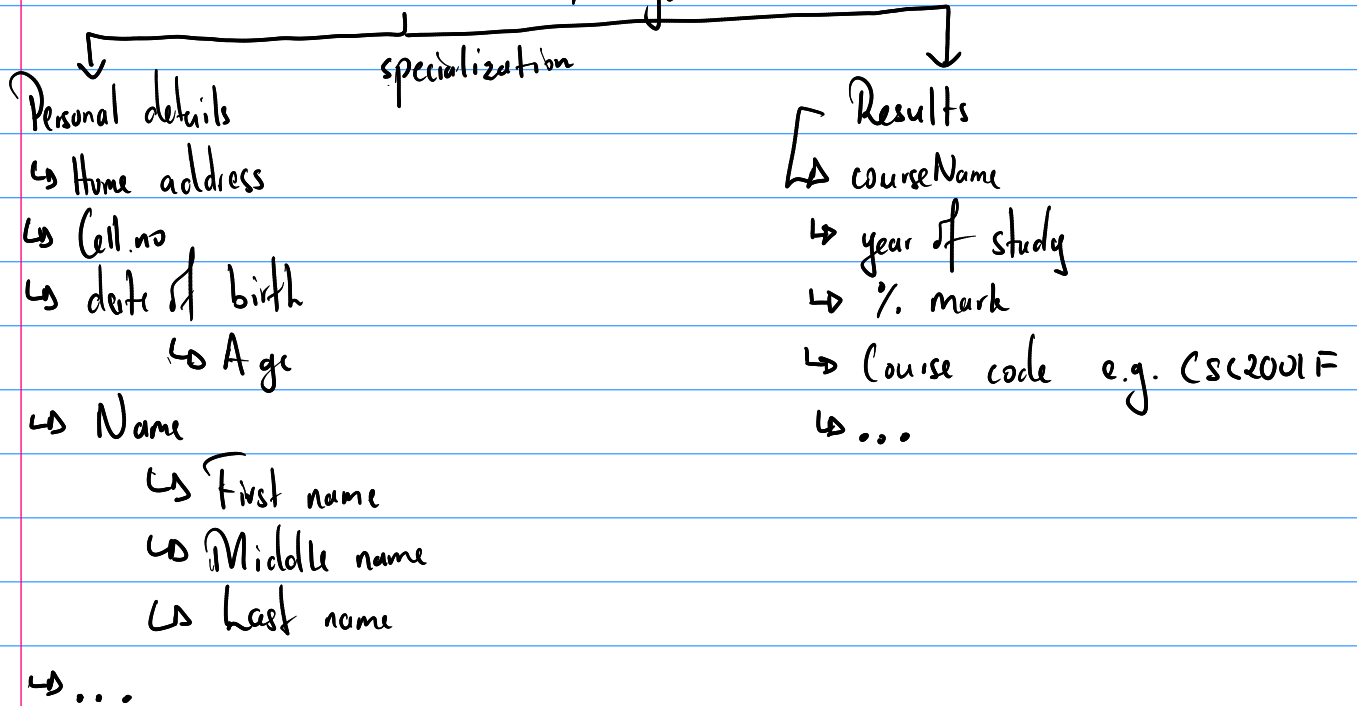 specialization
Personal details
↳ Home address
↳ Cell.no
↳ date of birth
↳ Age
↳ Name
↳ First name
↳ Middle name
↳ Last name
↳ ...
Results
↳ courseName
↳ year of study
↳ % mark
↳ Course code e.g. CSC2001F
↳ ...